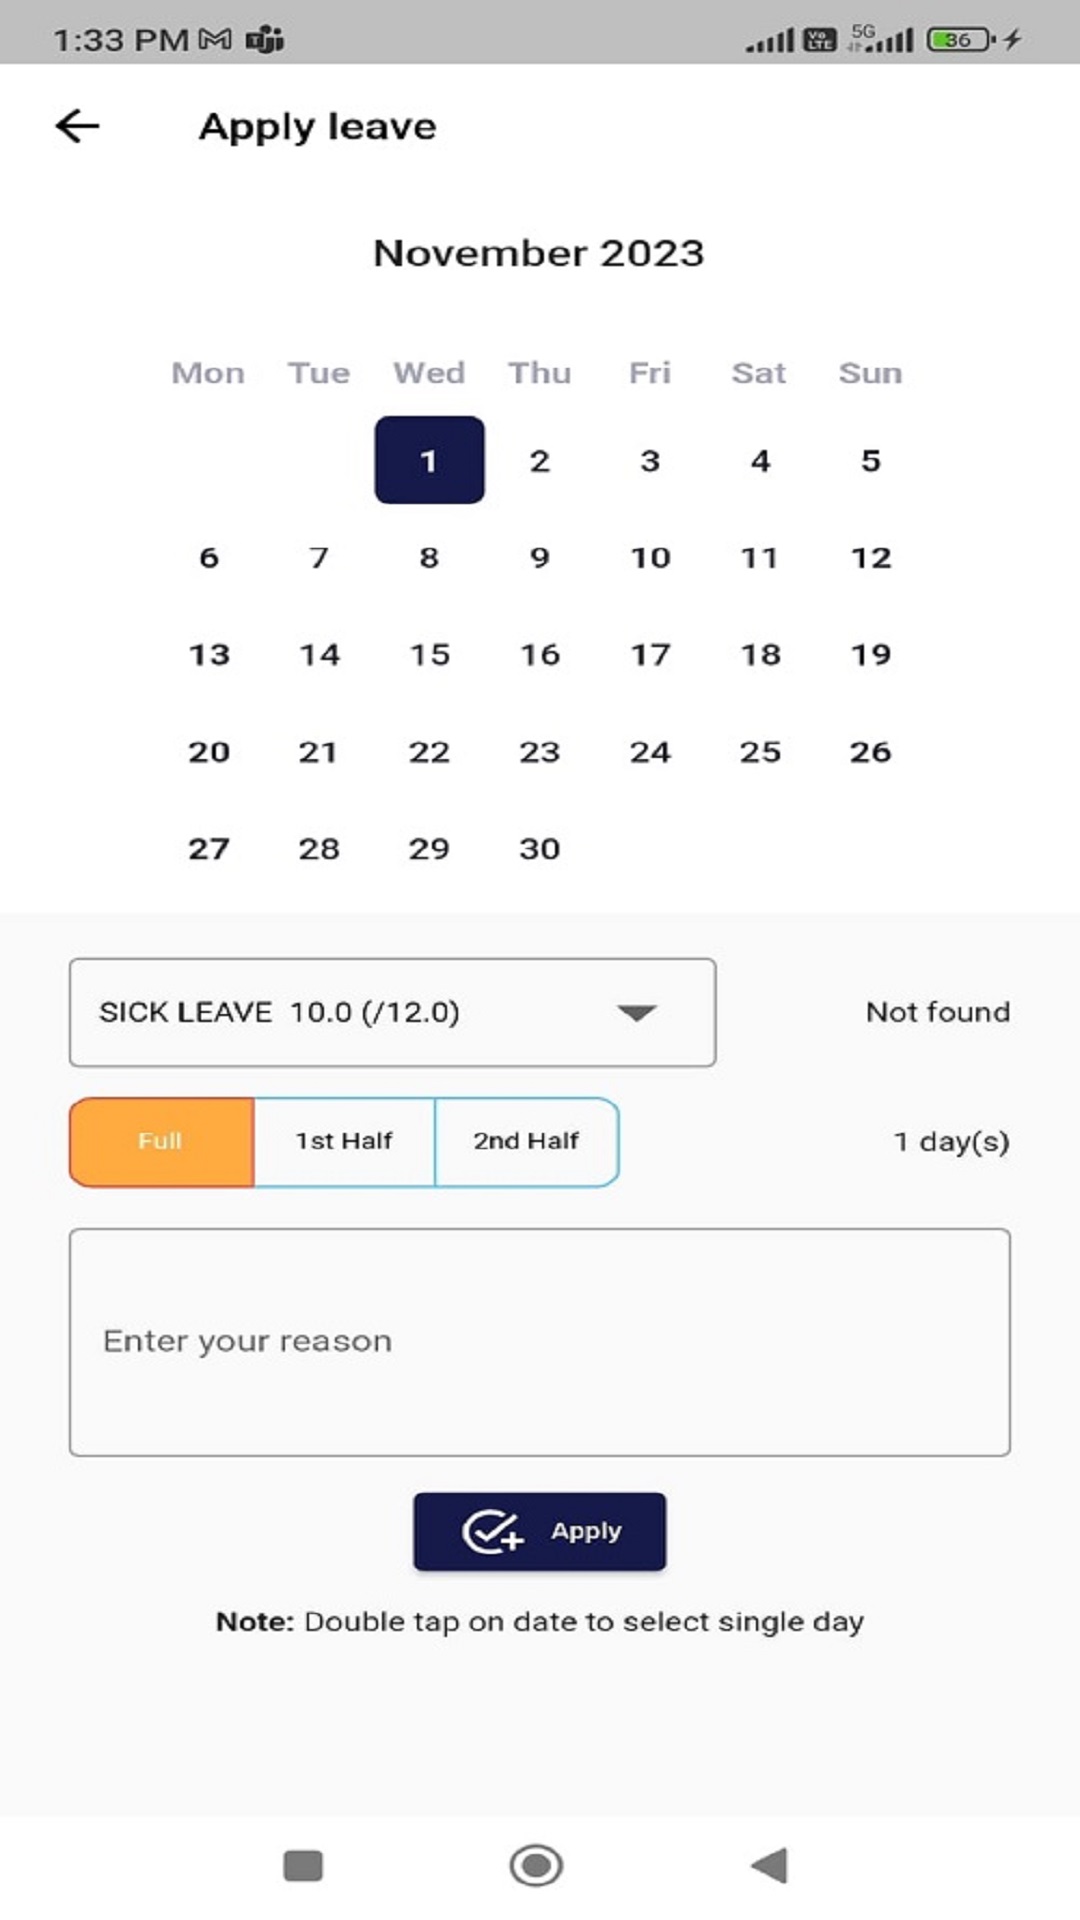 1:33 PM 5G 36
Apply leave
November 2023
Mon Tue Wed Thu Fri Sat Sun
1 2 3 4 5
6 7 8 9 10 11 12
13 14 15 16 17 18 19
20 21 22 23 24 25 26
27 28 29 30
SICK LEAVE 10.0 (/12.0) Not found
Full 1st Half 2nd Half 1 day(s)
Enter your reason
Apply
Note: Double tap on date to select single day